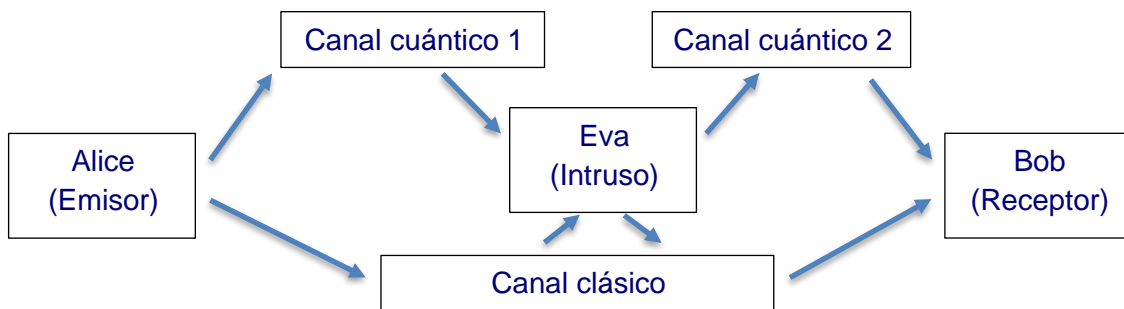 Canal cuántico 1
Canal cuántico 2
Alice
(Emisor)
Eva
(Intruso)
Bob
(Receptor)
Canal clásico